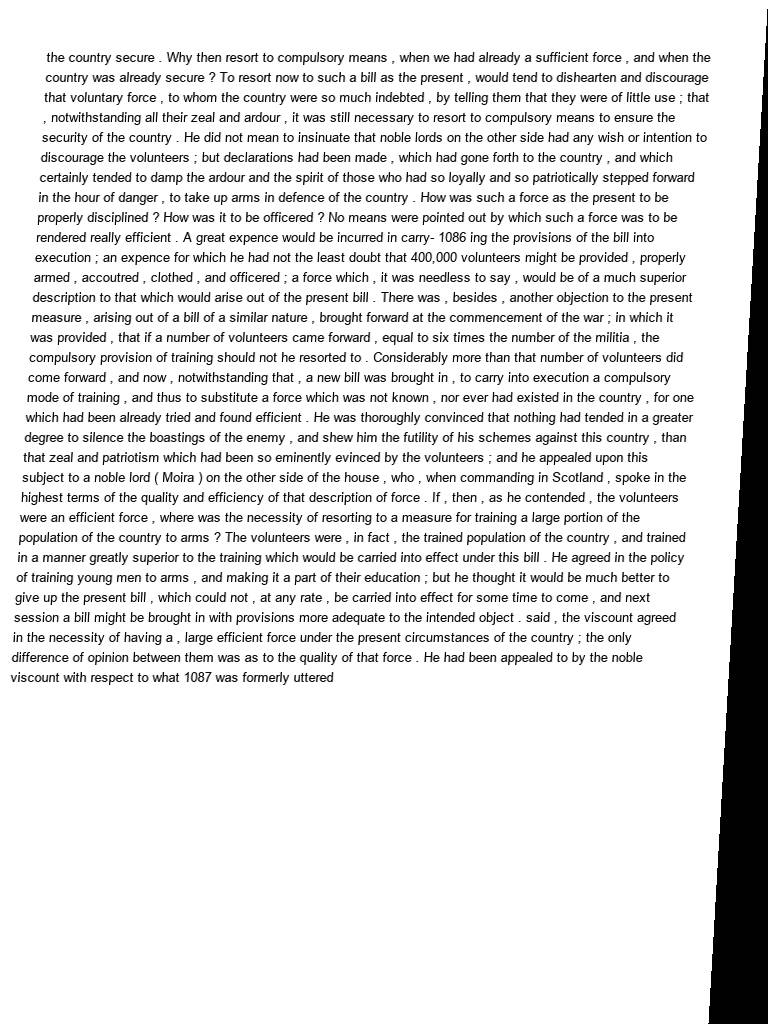 the country secure . Why then resort to compulsory means , when we had already a sufficient force , and when the
country was already secure ? To resort now to such a bill as the present , would tend to dishearten and discourage
that voluntary force , to whom the country were so much indebted , by telling them that they were of little use ; that
, notwithstanding all their zeal and ardour , it was still necessary to resort to compulsory means to ensure the
security of the country . He did not mean to insinuate that noble lords on the other side had any wish or intention to
discourage the volunteers ; but declarations had been made , which had gone forth to the country , and which
certainly tended to damp the ardour and the spirit of those who had so loyally and so patriotically stepped forward
in the hour of danger , to take up arms in defence of the country . How was such a force as the present to be
properly disciplined ? How was it to be officered ? No means were pointed out by which such a force was to be
rendered really efficient . A great expence would be incurred in carry- 1086 ing the provisions of the bill into
execution ; an expence for which he had not the least doubt that 400,000 volunteers might be provided , properly
armed , accoutred , clothed , and officered ; a force which , it was needless to say , would be of a much superior
description to that which would arise out of the present bill . There was , besides , another objection to the present
measure , arising out of a bill of a similar nature , brought forward at the commencement of the war ; in which it
was provided , that if a number of volunteers came forward , equal to six times the number of the militia , the
compulsory provision of training should not he resorted to . Considerably more than that number of volunteers did
come forward , and now , notwithstanding that , a new bill was brought in , to carry into execution a compulsory
mode of training , and thus to substitute a force which was not known , nor ever had existed in the country , for one
which had been already tried and found efficient . He was thoroughly convinced that nothing had tended in a greater
degree to silence the boastings of the enemy , and shew him the futility of his schemes against this country , than
that zeal and patriotism which had been so eminently evinced by the volunteers ; and he appealed upon this
subject to a noble lord ( Moira ) on the other side of the house , who , when commanding in Scotland , spoke in the
highest terms of the quality and efficiency of that description of force . If , then , as he contended , the volunteers
were an efficient force , where was the necessity of resorting to a measure for training a large portion of the
population of the country to arms ? The volunteers were , in fact , the trained population of the country , and trained
in a manner greatly superior to the training which would be carried into effect under this bill . He agreed in the policy
of training young men to arms , and making it a part of their education ; but he thought it would be much better to
give up the present bill , which could not , at any rate , be carried into effect for some time to come , and next
session a bill might be brought in with provisions more adequate to the intended object . said , the viscount agreed
in the necessity of having a , large efficient force under the present circumstances of the country ; the only
difference of opinion between them was as to the quality of that force . He had been appealed to by the noble
viscount with respect to what 1087 was formerly uttered